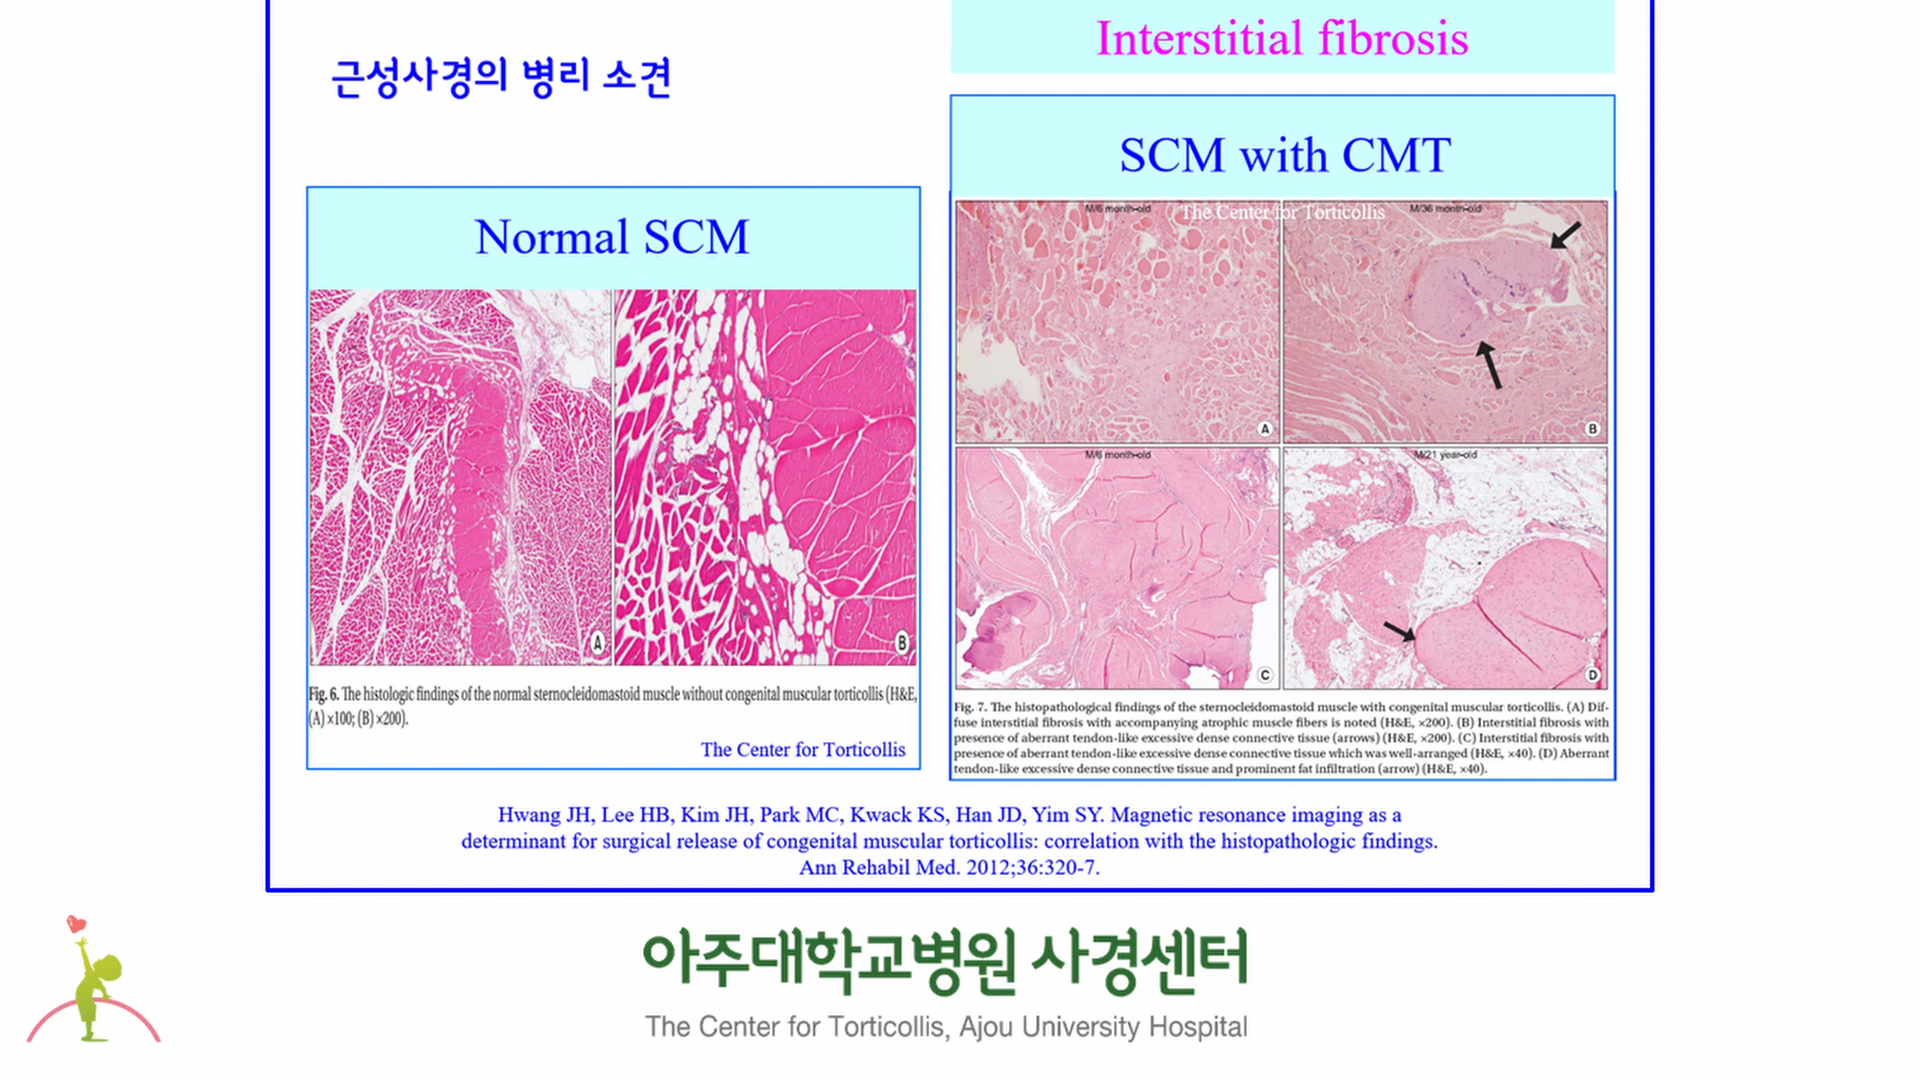 근성사경의 병리 소견
Interstitial fibrosis
Normal SCM
A
B
Fig. 6. The histologic findings of the normal sternocleidomastoid muscle without congenital muscular torticollis (H&E,
(A) ×100; (B) ×200).
The Center for Torticollis
SCM with CMT
M/6 month-old
The Center for Torticollis
M/36 month-old
A
B
M/6 month-old
M/21 year-old
C
D
Fig. 7. The histopathological findings of the sternocleidomastoid muscle with congenital muscular torticollis. (A) Dif-
fuse interstitial fibrosis with accompanying atrophic muscle fibers is noted (H&E, ×200). (B) Interstitial fibrosis with
presence of aberrant tendon-like excessive dense connective tissue (arrows) (H&E, ×200). (C) Interstitial fibrosis with
presence of aberrant tendon-like excessive dense connective tissue which was well-arranged (H&E, ×40). (D) Aberrant
tendon-like excessive dense connective tissue and prominent fat infiltration (arrow) (H&E, ×40).
Hwang JH, Lee HB, Kim JH, Park MC, Kwack KS, Han JD, Yim SY. Magnetic resonance imaging as a
determinant for surgical release of congenital muscular torticollis: correlation with the histopathologic findings.
Ann Rehabil Med. 2012;36:320-7.
아주대학교병원 사경센터
The Center for Torticollis, Ajou University Hospital